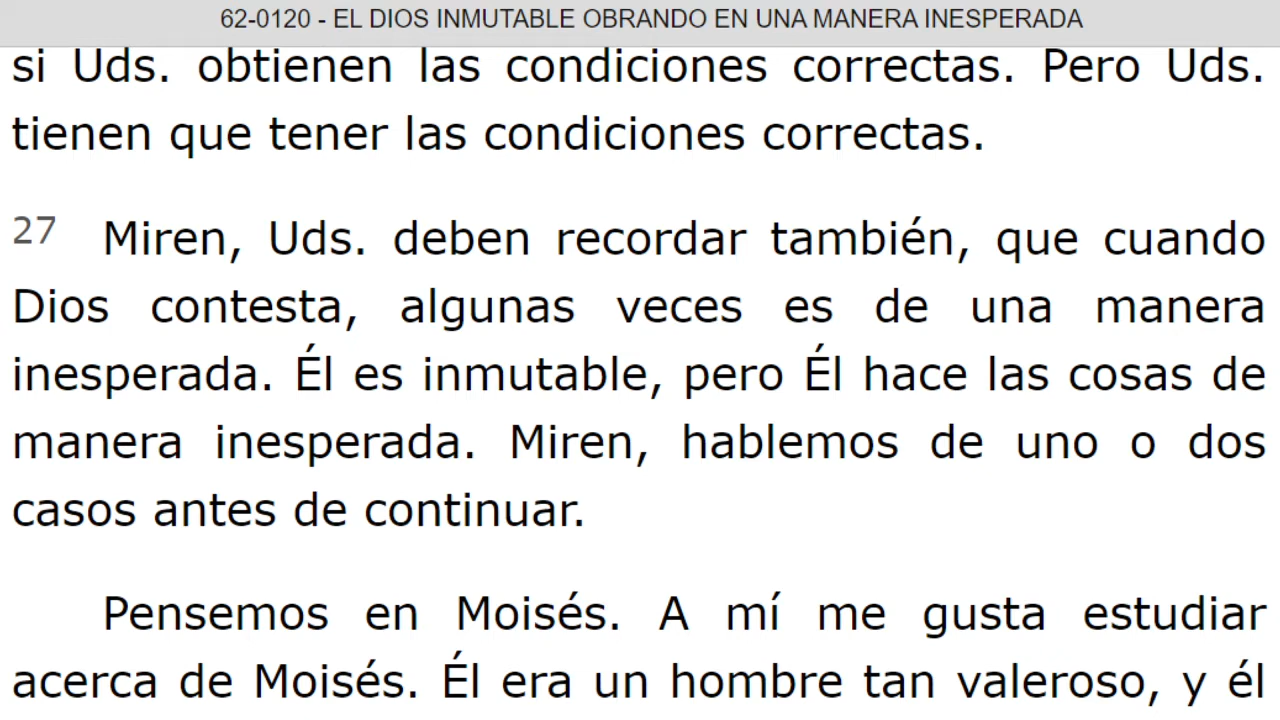 62-0120 - EL DIOS INMUTABLE OBRANDO EN UNA MANERA INESPERADA
si Uds. obtienen las condiciones correctas. Pero Uds.
tienen que tener las condiciones correctas.
27 Miren, Uds. deben recordar también, que cuando
Dios contesta, algunas veces es de una manera
inesperada. Él es inmutable, pero Él hace las cosas de
manera inesperada. Miren, hablemos de uno o dos
casos antes de continuar.
Pensemos en Moisés. A mí me gusta estudiar
acerca de Moisés. Él era un hombre tan valeroso, y él